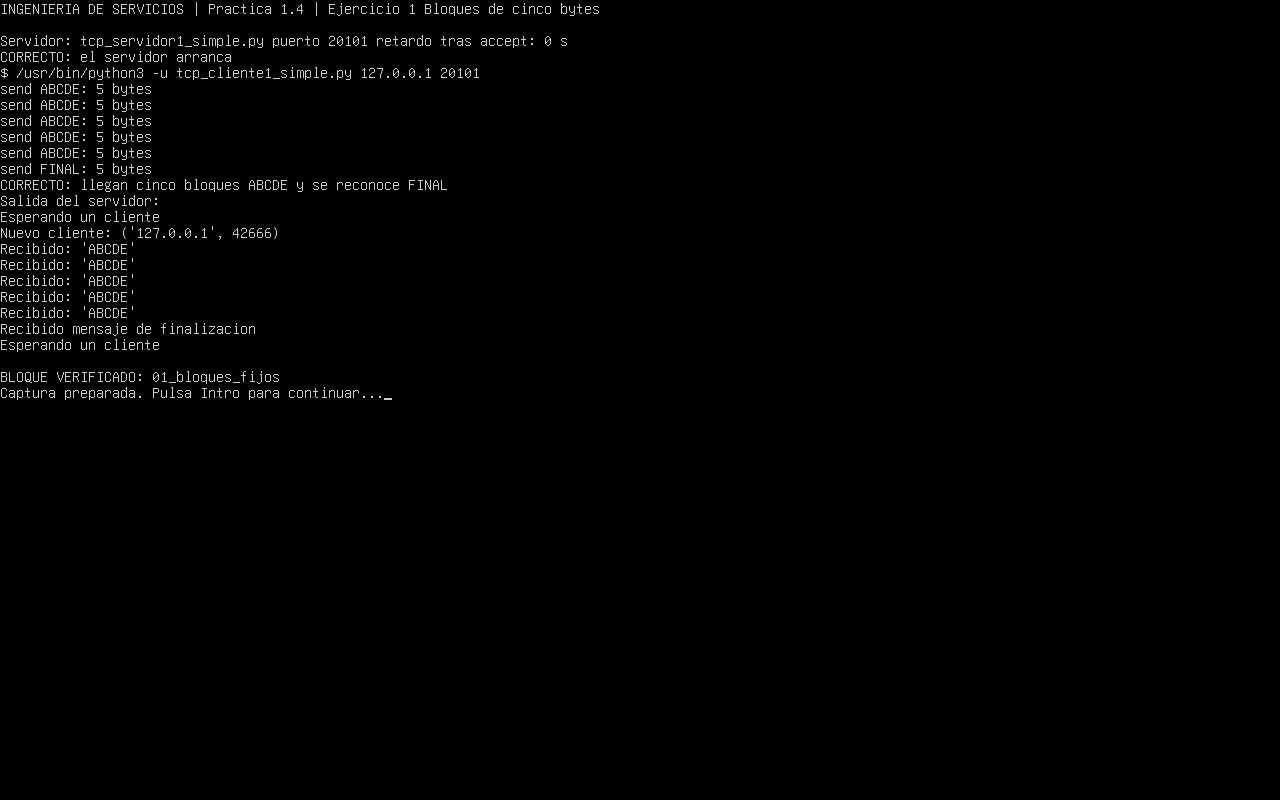 INGENIERIA DE SERVICIOS | Practica 1.4 | Ejercicio 1 Bloques de cinco bytes
Servidor: tcp_servidor1_simple.py puerto 20101 retardo tras accept: 0 s
CORRECTO: el servidor arranca
$ /usr/bin/python3 -u tcp_cliente1_simple.py 127.0.0.1 20101
send ABCDE: 5 bytes
send ABCDE: 5 bytes
send ABCDE: 5 bytes
send ABCDE: 5 bytes
send ABCDE: 5 bytes
send FINAL: 5 bytes
CORRECTO: llegan cinco bloques ABCDE y se reconoce FINAL
Salida del servidor:
Esperando un cliente
Nuevo cliente: ('127.0.0.1', 42666)
Recibido: 'ABCDE'
Recibido: 'ABCDE'
Recibido: 'ABCDE'
Recibido: 'ABCDE'
Recibido: 'ABCDE'
Recibido mensaje de finalizacion
Esperando un cliente
BLOQUE VERIFICADO: 01_bloques_fijos
Captura preparada. Pulsa Intro para continuar..._